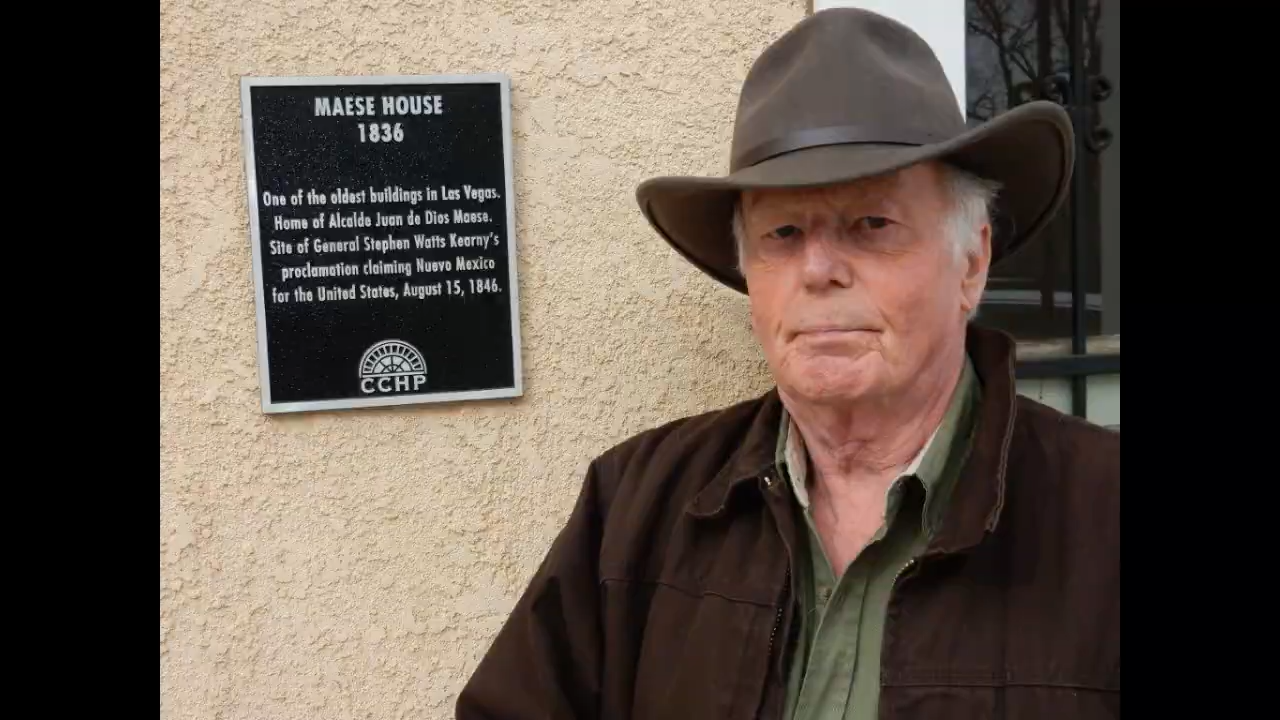 MAESE HOUSE
1836
One of the oldest buildings in Las Vegas.
Home of Alcalde Juan de Dios Maese.
Site of General Stephen Watts Kearny's
proclamation claiming Nuevo Mexico
for the United States, August 15, 1846.
CCHP